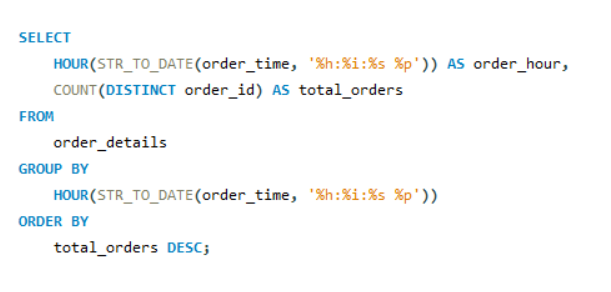 SELECT
HOUR(STR_TO_DATE(order_time, '%h:%i:%s %p')) AS order_hour,
COUNT(DISTINCT order_id) AS total_orders
FROM
order_details
GROUP BY
HOUR(STR_TO_DATE(order_time, '%h:%i:%s %p'))
ORDER BY
total_orders DESC;